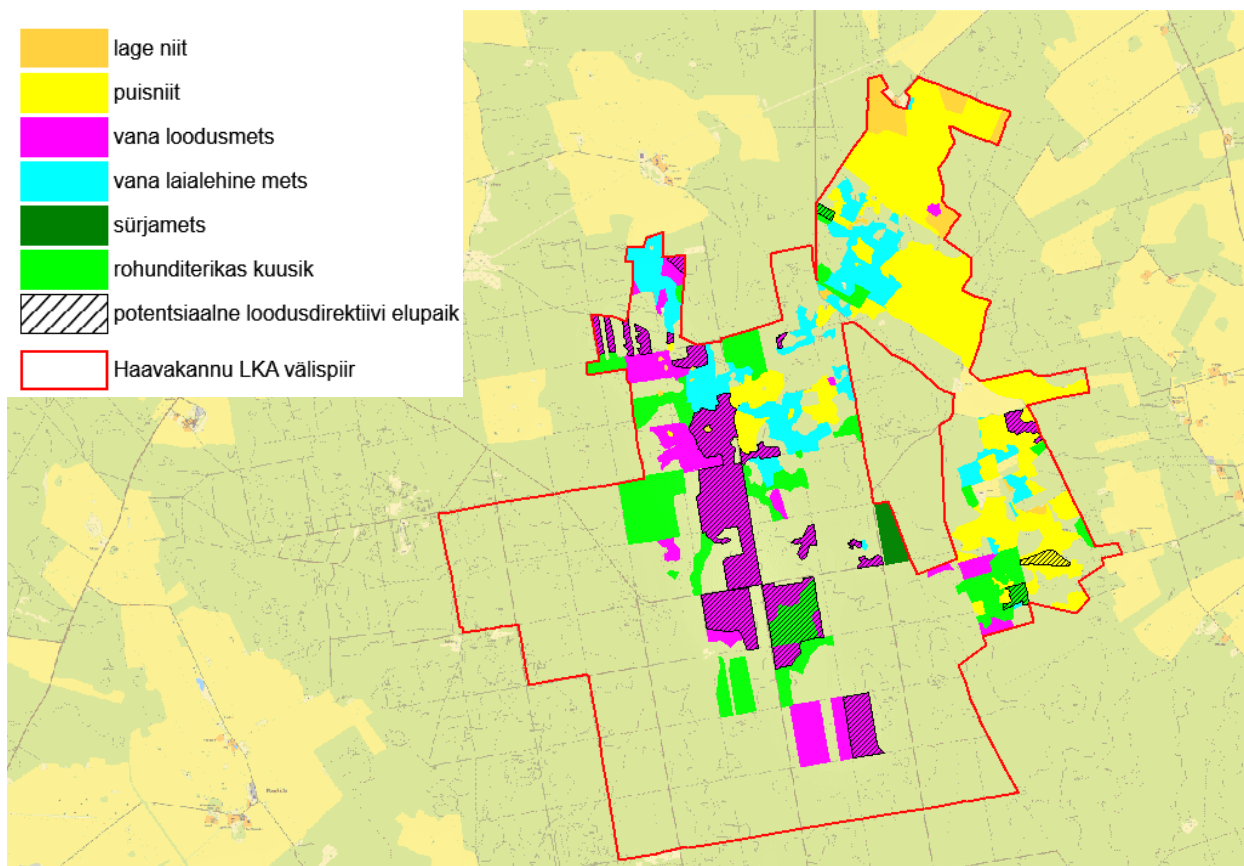 lage niit
puisniit
vana loodusmets
vana laialehine mets
sürjamets
rohunditerikas kuusik
potentsiaalne loodusdirektiivi elupaik
Haavakannu LKA välispiir